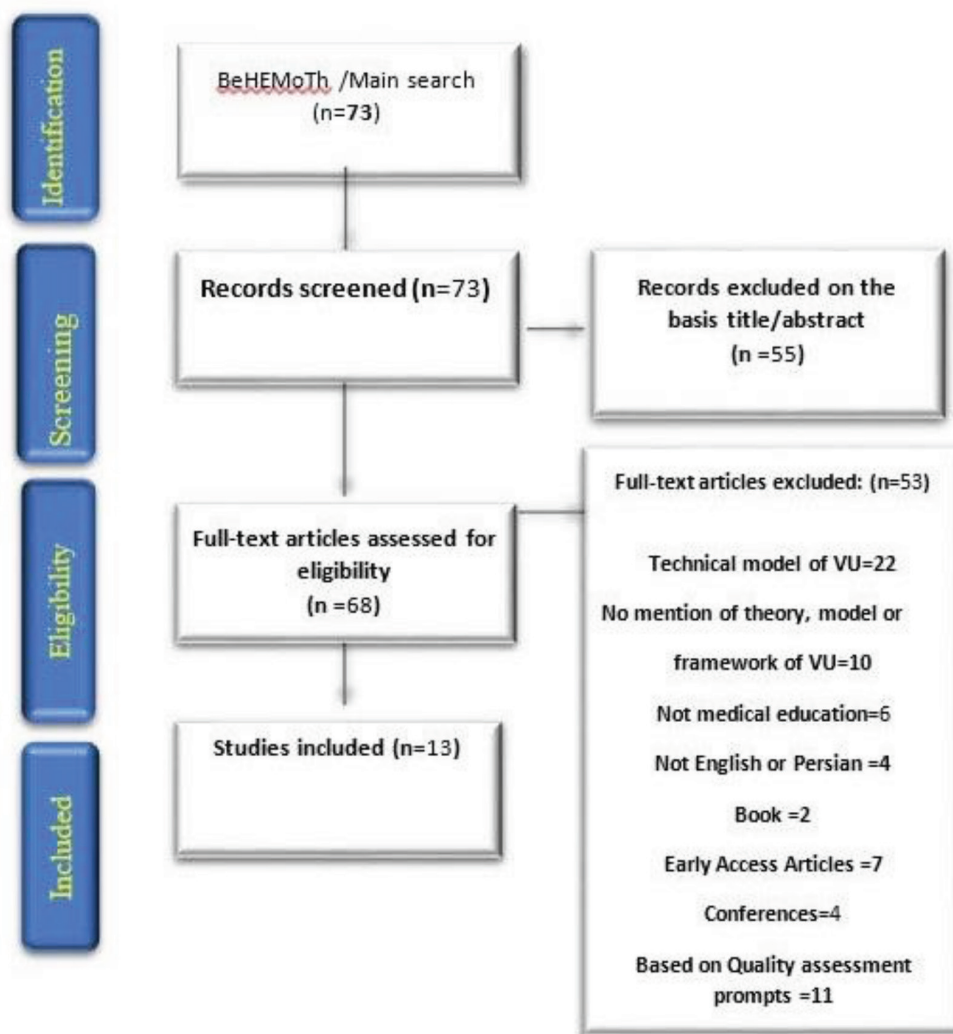 Identification
BeHEMoTh /Main search
(n=73)
Screening
Records screened (n=73)
Records excluded on the
basis title/abstract
(n =55)
Eligibility
Full-text articles assessed for
eligibility
(n =68)
Full-text articles excluded: (n=53)
Technical model of VU=22
No mention of theory, model or
framework of VU=10
Not medical education=6
Not English or Persian =4
Book =2
Early Access Articles =7
Conferences=4
Based on Quality assessment
prompts =11
Included
Studies included (n=13)